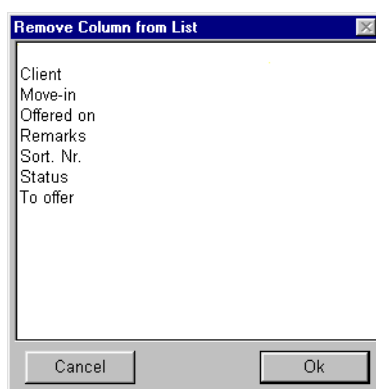 Remove Column from List
Client
Move-in
Offered on
Remarks
Sort. Nr.
Status
To offer
Cancel
Ok